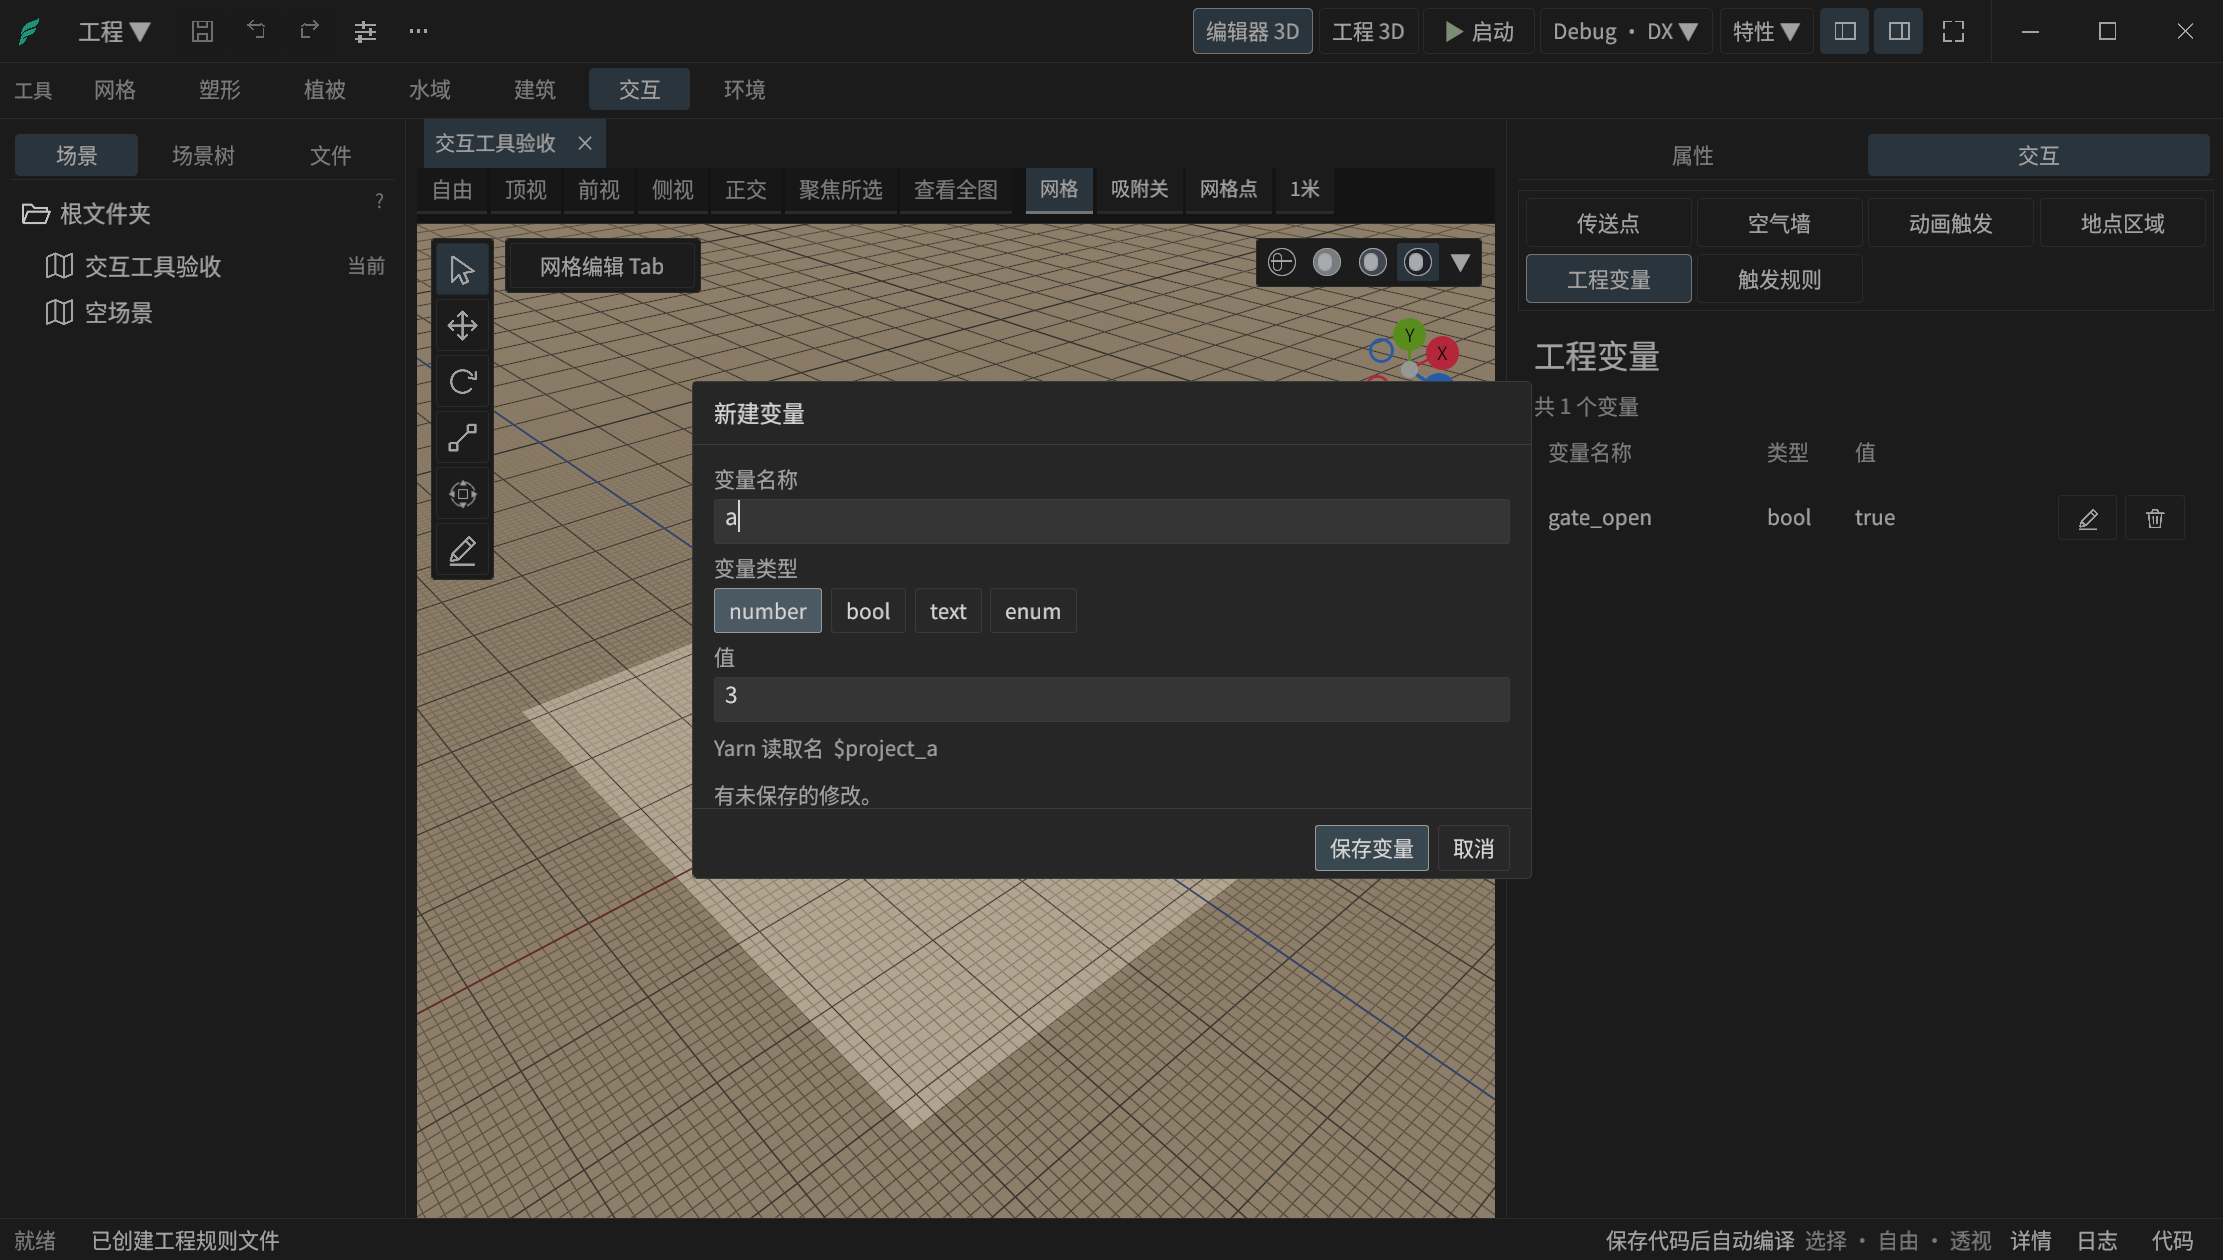 工程▼
编辑器 3D
工程 3D
启动
Debug • DX▼
特性▼
工具
网格
塑形
植被
水域
建筑
交互
环境
场景
场景树
文件
?
根文件夹
交互工具验收
当前
空场景
交互工具验收
自由
顶视
前视
侧视
正交
聚焦所选
查看全图
网格
吸附关
网格点
1米
网格编辑 Tab
Y
X
新建变量
变量名称
a
变量类型
number
bool
text
enum
值
3
Yarn 读取名 $project_a
有未保存的修改。
保存变量
取消
属性
交互
传送点
空气墙
动画触发
地点区域
工程变量
触发规则
工程变量
共 1 个变量
变量名称
类型
值
gate_open
bool
true
就绪
已创建工程规则文件
保存代码后自动编译
选择 • 自由 • 透视
详情
日志
代码